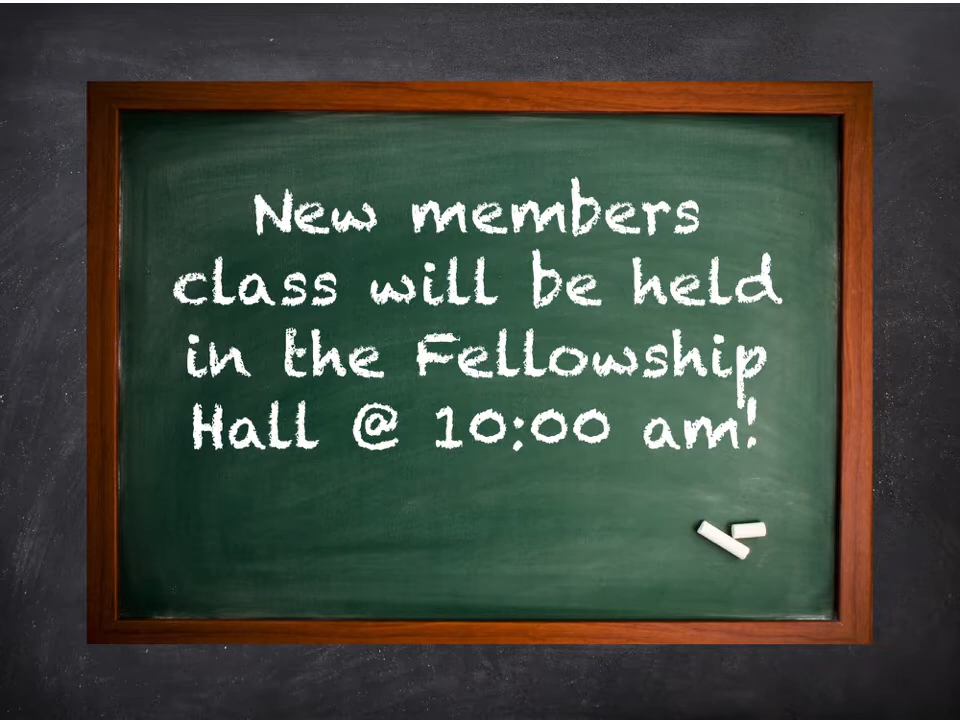 New members
class will be held
in the Fellowship
Hall @ 10:00 am!